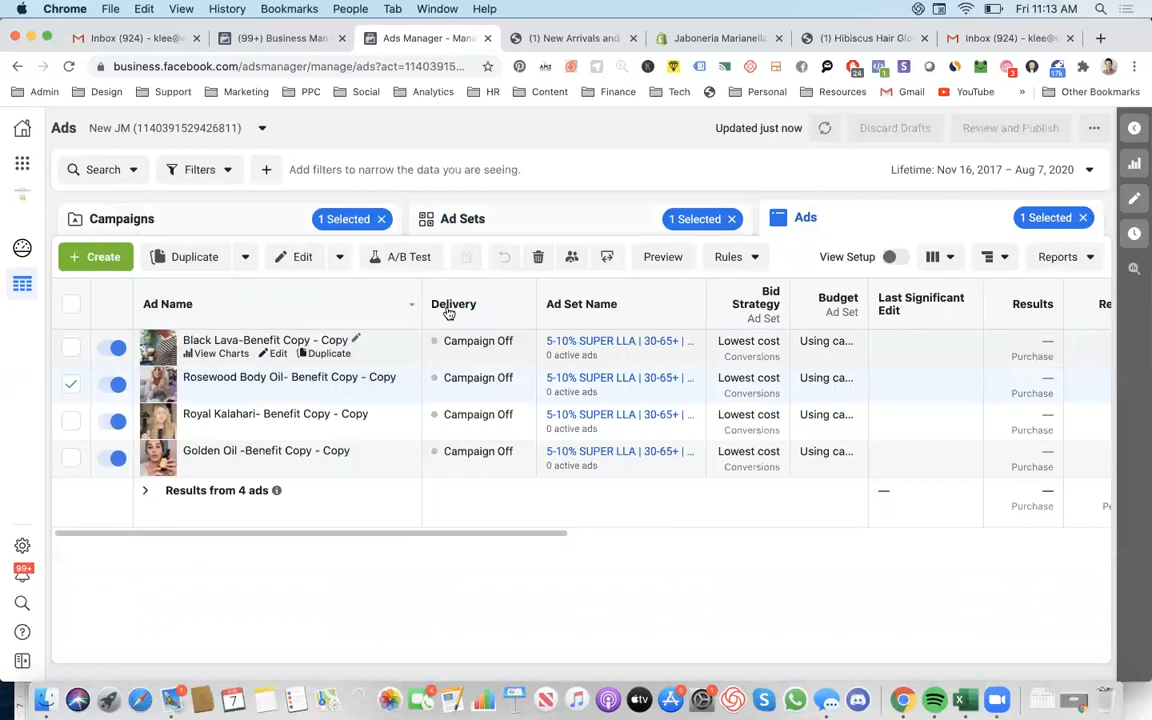 Chrome File Edit View History Bookmarks People Tab Window Help Fri 11:13 AM
Inbox (924) - klee@e (99+) Business Man Ads Manager - Mana (1) New Arrivals and Jaboneria Marianella (1) Hibiscus Hair Glo Inbox (924) - klee@e
business.facebook.com/adsmanager/manage/ads?act=11403915...
Admin Design Support Marketing PPC Social Analytics HR Content Finance Tech Personal Resources Gmail YouTube » Other Bookmarks
Ads New JM (1140391529426811) Updated just now Discard Drafts Review and Publish
Search Filters Add filters to narrow the data you are seeing. Lifetime: Nov 16, 2017 – Aug 7, 2020
Campaigns 1 Selected Ad Sets 1 Selected Ads 1 Selected
+ Create Duplicate Edit A/B Test Preview Rules View Setup Reports
Ad Name Delivery Ad Set Name Bid Strategy Ad Set Budget Ad Set Last Significant Edit Results Re
Black Lava-Benefit Copy - Copy Campaign Off 5-10% SUPER LLA | 30-65+ | ... Lowest cost Using ca... —
View Charts Edit Duplicate 0 active ads Conversions Purchase
Rosewood Body Oil- Benefit Copy - Copy Campaign Off 5-10% SUPER LLA | 30-65+ | ... Lowest cost Using ca... —
0 active ads Conversions Purchase
Royal Kalahari- Benefit Copy - Copy Campaign Off 5-10% SUPER LLA | 30-65+ | ... Lowest cost Using ca... —
0 active ads Conversions Purchase
Golden Oil -Benefit Copy - Copy Campaign Off 5-10% SUPER LLA | 30-65+ | ... Lowest cost Using ca... —
0 active ads Conversions Purchase
Results from 4 ads — —
Purchase Pe
99+